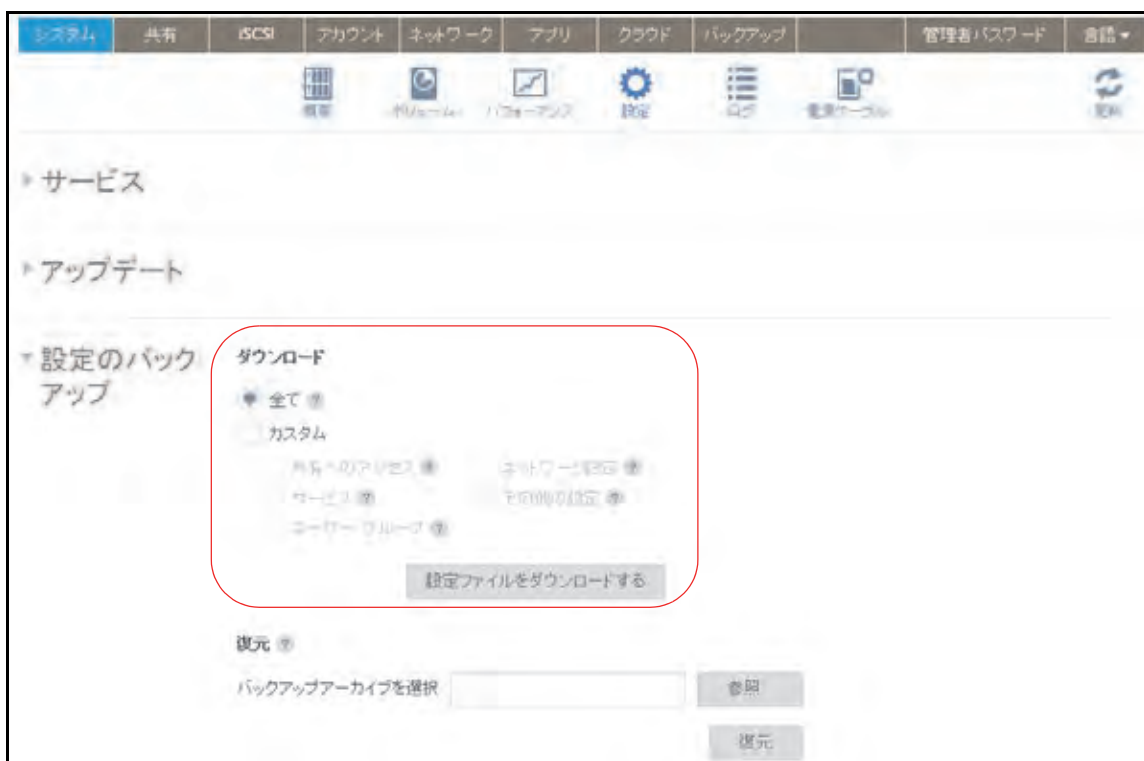 システム 共有 iSCSI アカウント ネットワーク アプリ クラウド バックアップ 管理者パスワード 言語
概要 ボリューム パフォーマンス 設定 ログ 電源ケーブル 更新
サービス
アップデート
設定のバック
アップ
ダウンロード
全て ?
カスタム
共有へのアクセス ? ネットワーク設定 ?
サービス ? その他の設定 ?
ユーザー グループ ?
設定ファイルをダウンロードする
復元 ?
バックアップアーカイブを選択 参照
復元